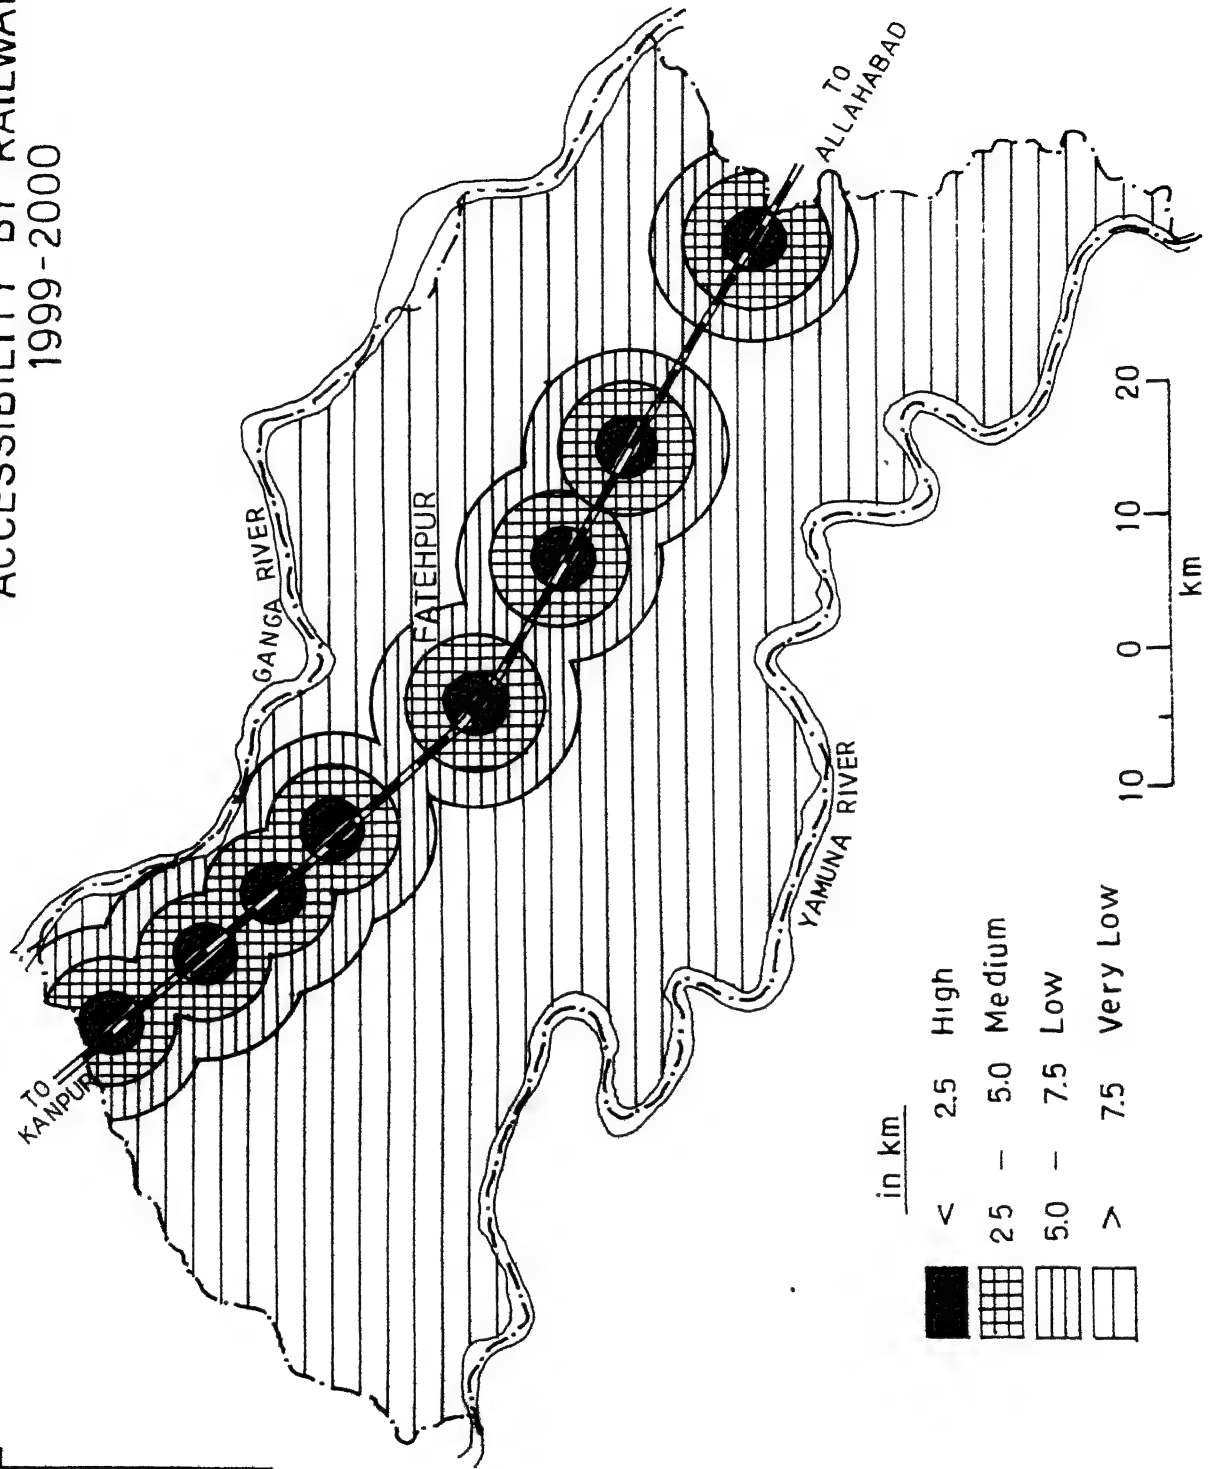 ACCESSIBILITY BY RAILWAY
1999-2000
GANGA RIVER
FATEHPUR
TO
KANPUR
TO
ALLAHABAD
YAMUNA RIVER
in km
< 2.5 High
2.5 – 5.0 Medium
5.0 – 7.5 Low
> 7.5 Very Low
10 0 10 20
km